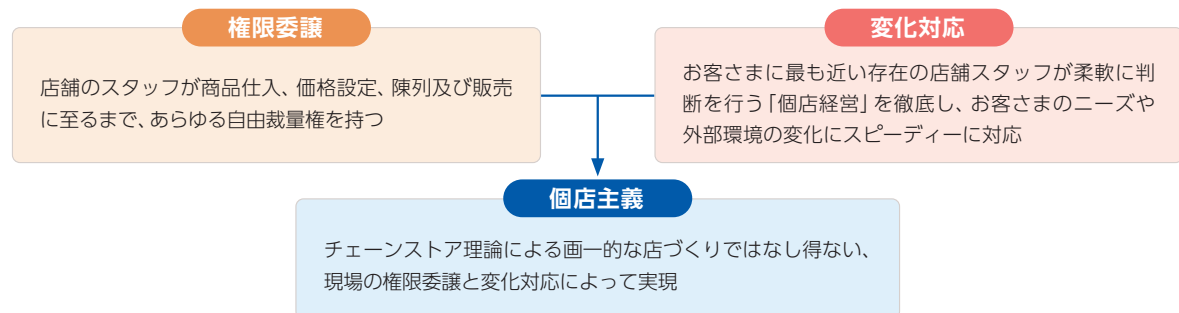 権限委譲
店舗のスタッフが商品仕入、価格設定、陳列及び販売
に至るまで、あらゆる自由裁量権を持つ
変化対応
お客さまに最も近い存在の店舗スタッフが柔軟に判
断を行う「個店経営」を徹底し、お客さまのニーズや
外部環境の変化にスピーディーに対応
個店主義
チェーンストア理論による画一的な店づくりではなし得ない、
現場の権限委譲と変化対応によって実現